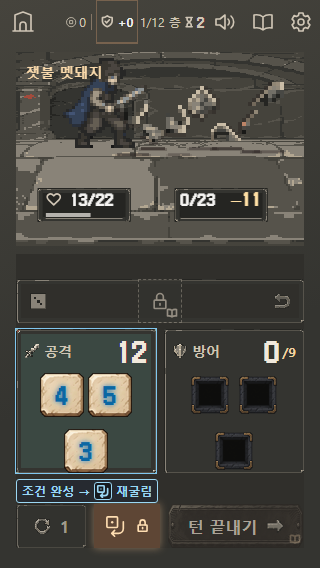 0 +0 1/12 층 2
잿불 멧돼지
13/22 0/23 -11
공격 12
방어 0/9
4 5
3
조건 완성 → 재굴림
1
턴 끝내기 →